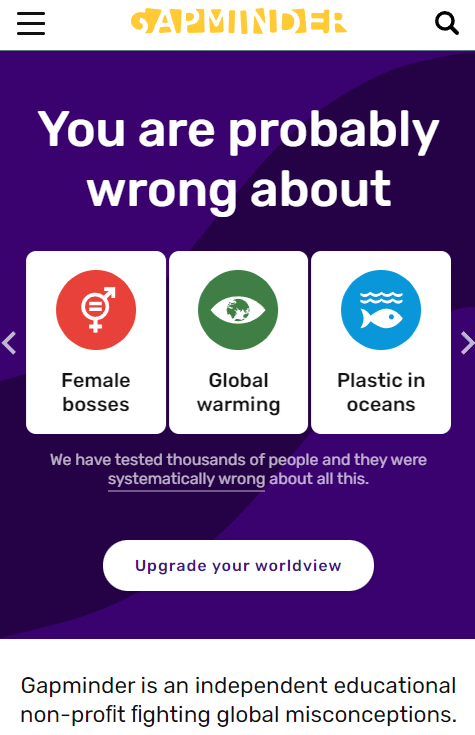 GAPMINDER
You are probably
wrong about
Female
bosses
Global
warming
Plastic in
oceans
We have tested thousands of people and they were
systematically wrong about all this.
Upgrade your worldview
Gapminder is an independent educational
non-profit fighting global misconceptions.